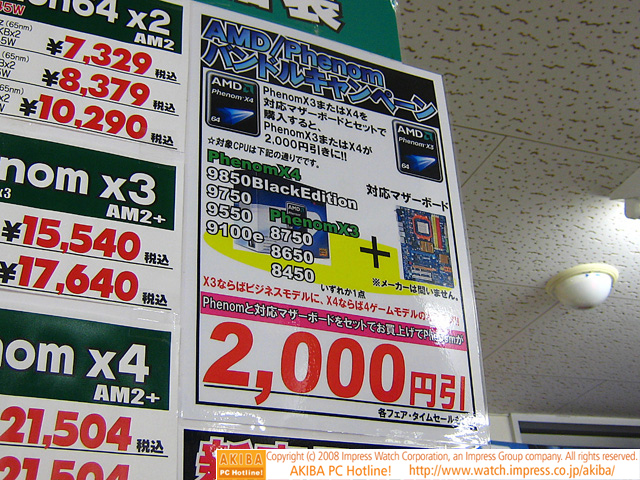 n64 x2
AM2
¥7,329 税込
¥8,379 税込
¥10,290 税込
nom x3
AM2+
¥15,540 税込
¥17,640 税込
om x4
AM2+
21,504 税込
21,504
AMD/Phenom
バンドルキャンペーン
AMD
Phenom X4
64
PhenomX3またはX4を
対応マザーボードとセットで
購入すると、
PhenomX3またはX4が
2,000円引きに!!
AMD
Phenom X3
64
☆対象CPUは下記の通りです。
PhenomX4
9850BlackEdition
9750
9550
9100e
PhenomX3
8750
8650
8450
いずれか1点
+
対応マザーボード
※メーカーは問いません。
X3ならばビジネスモデルに、X4ならば4ゲームモデルの
Phenomと対応マザーボードをセットでお買上げでPhenomが
2,000円引
各フェア・タイムセール
AKIBA
PC Hotline!
Copyright (c) 2008 Impress Watch Corporation, an Impress Group company. All rights reserved.
AKIBA PC Hotline! http://www.watch.impress.co.jp/akiba/